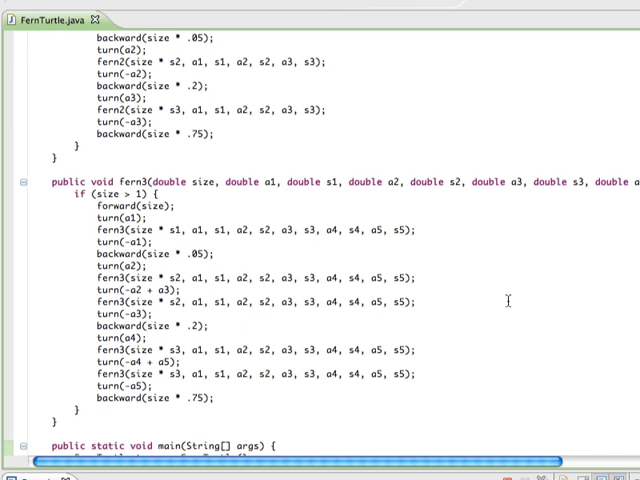 FernTurtle.java
backward(size * .05);
turn(a2);
fern2(size * s2, a1, s1, a2, s2, a3, s3);
turn(-a2);
backward(size * .2);
turn(a3);
fern2(size * s3, a1, s1, a2, s2, a3, s3);
turn(-a3);
backward(size * .75);
}
}
public void fern3(double size, double a1, double s1, double a2, double s2, double a3, double s3, double a
if (size > 1) {
forward(size);
turn(a1);
fern3(size * s1, a1, s1, a2, s2, a3, s3, a4, s4, a5, s5);
turn(-a1);
backward(size * .05);
turn(a2);
fern3(size * s2, a1, s1, a2, s2, a3, s3, a4, s4, a5, s5);
turn(-a2 + a3);
fern3(size * s2, a1, s1, a2, s2, a3, s3, a4, s4, a5, s5);
turn(-a3);
backward(size * .2);
turn(a4);
fern3(size * s3, a1, s1, a2, s2, a3, s3, a4, s4, a5, s5);
turn(-a4 + a5);
fern3(size * s3, a1, s1, a2, s2, a3, s3, a4, s4, a5, s5);
turn(-a5);
backward(size * .75);
}
}
public static void main(String[] args) {